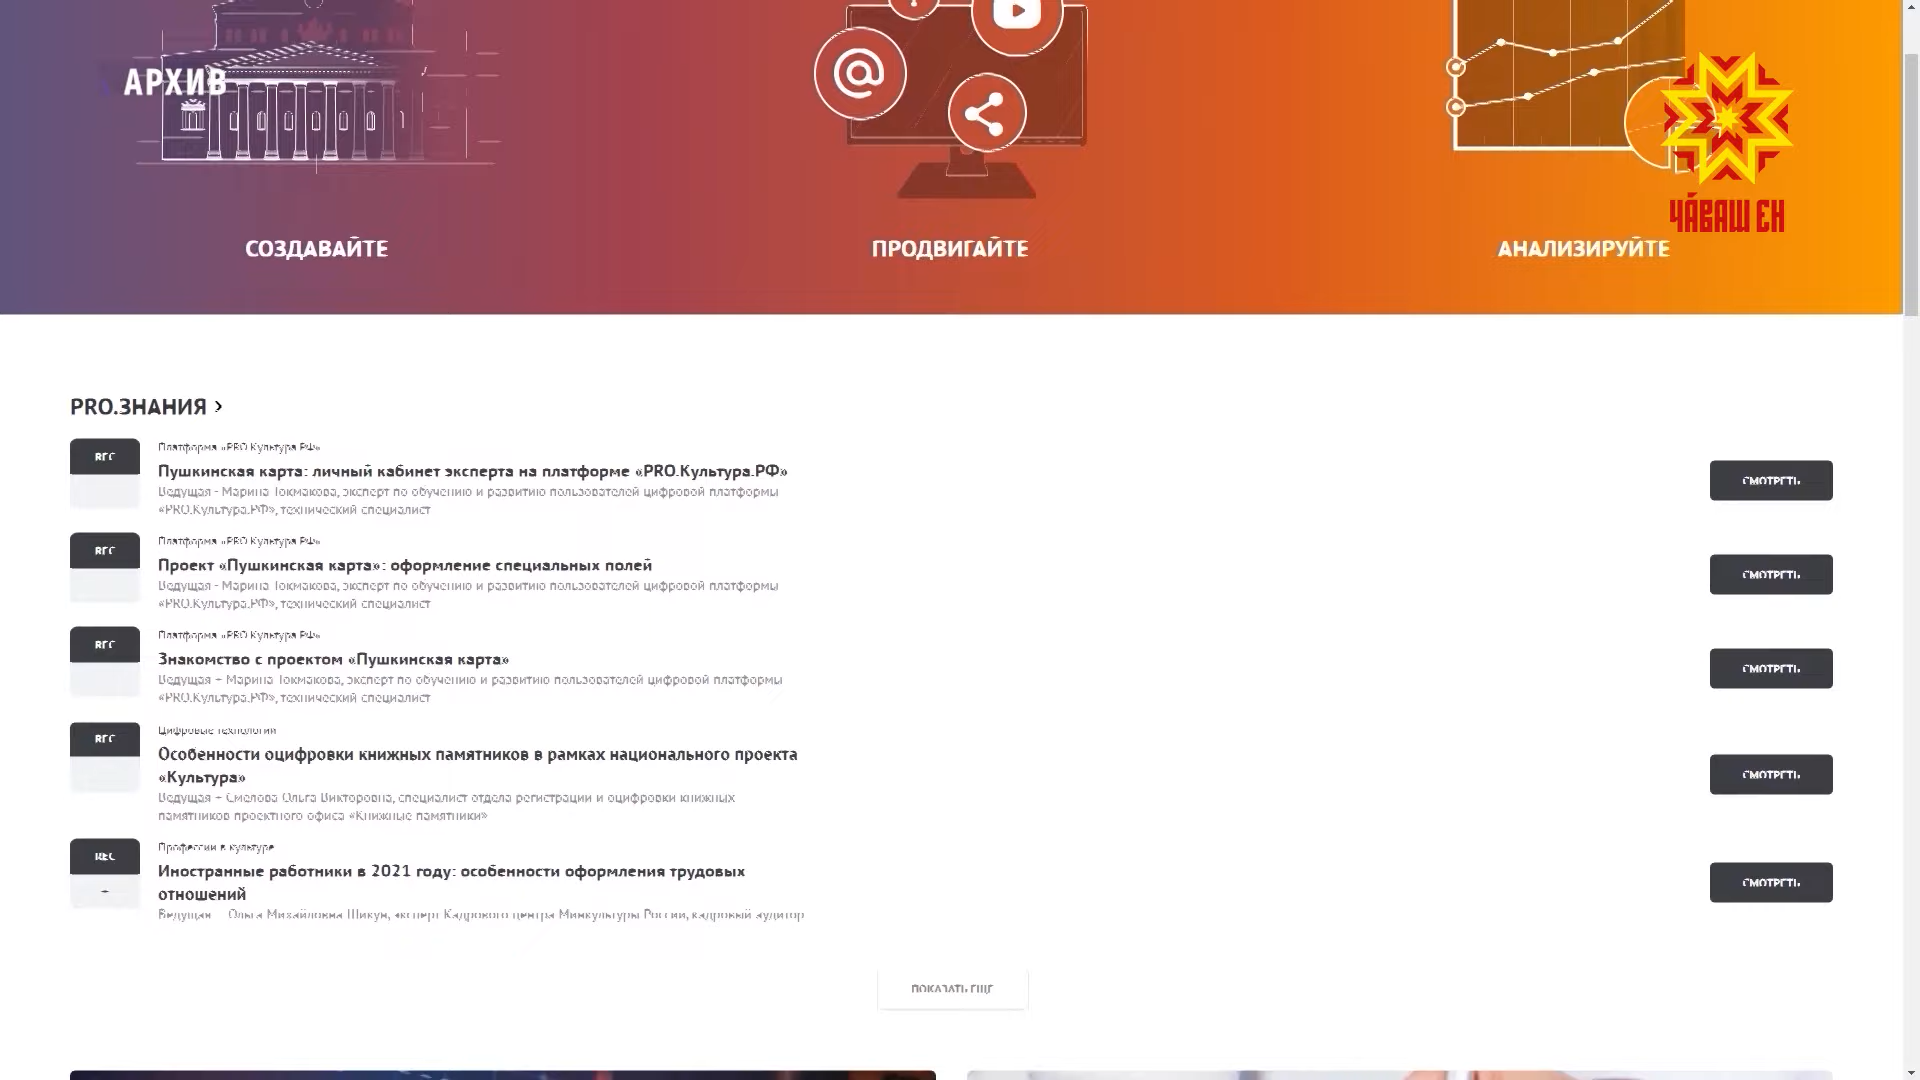 АРХИВ
ЧӐВАШ ЕН
СОЗДАВАЙТЕ
ПРОДВИГАЙТЕ
АНАЛИЗИРУЙТЕ
PRO.ЗНАНИЯ
REC
Платформа «PRO.Культура.РФ»
Пушкинская карта: личный кабинет эксперта на платформе «PRO.Культура.РФ»
Ведущая - Марина Токмакова, эксперт по обучению и развитию пользователей цифровой платформы
«PRO.Культура.РФ», технический специалист
СМОТРЕТЬ
REC
Платформа «PRO.Культура.РФ»
Проект «Пушкинская карта»: оформление специальных полей
Ведущая - Марина Токмакова, эксперт по обучению и развитию пользователей цифровой платформы
«PRO.Культура.РФ», технический специалист
СМОТРЕТЬ
REC
Платформа «PRO.Культура.РФ»
Знакомство с проектом «Пушкинская карта»
Ведущая – Марина Токмакова, эксперт по обучению и развитию пользователей цифровой платформы
«PRO.Культура.РФ», технический специалист
СМОТРЕТЬ
REC
Цифровые технологии
Особенности оцифровки книжных памятников в рамках национального проекта
«Культура»
Ведущая – Смелова Ольга Викторовна, специалист отдела регистрации и оцифровки книжных
памятников проектного офиса «Книжные памятники»
СМОТРЕТЬ
REC
Профессии в культуре
Иностранные работники в 2021 году: особенности оформления трудовых
отношений
Ведущая – Ольга Михайловна Шикун, эксперт Кадрового центра Минкультуры России, кадровый аудитор
СМОТРЕТЬ
ПОКАЗАТЬ ЕЩЕ